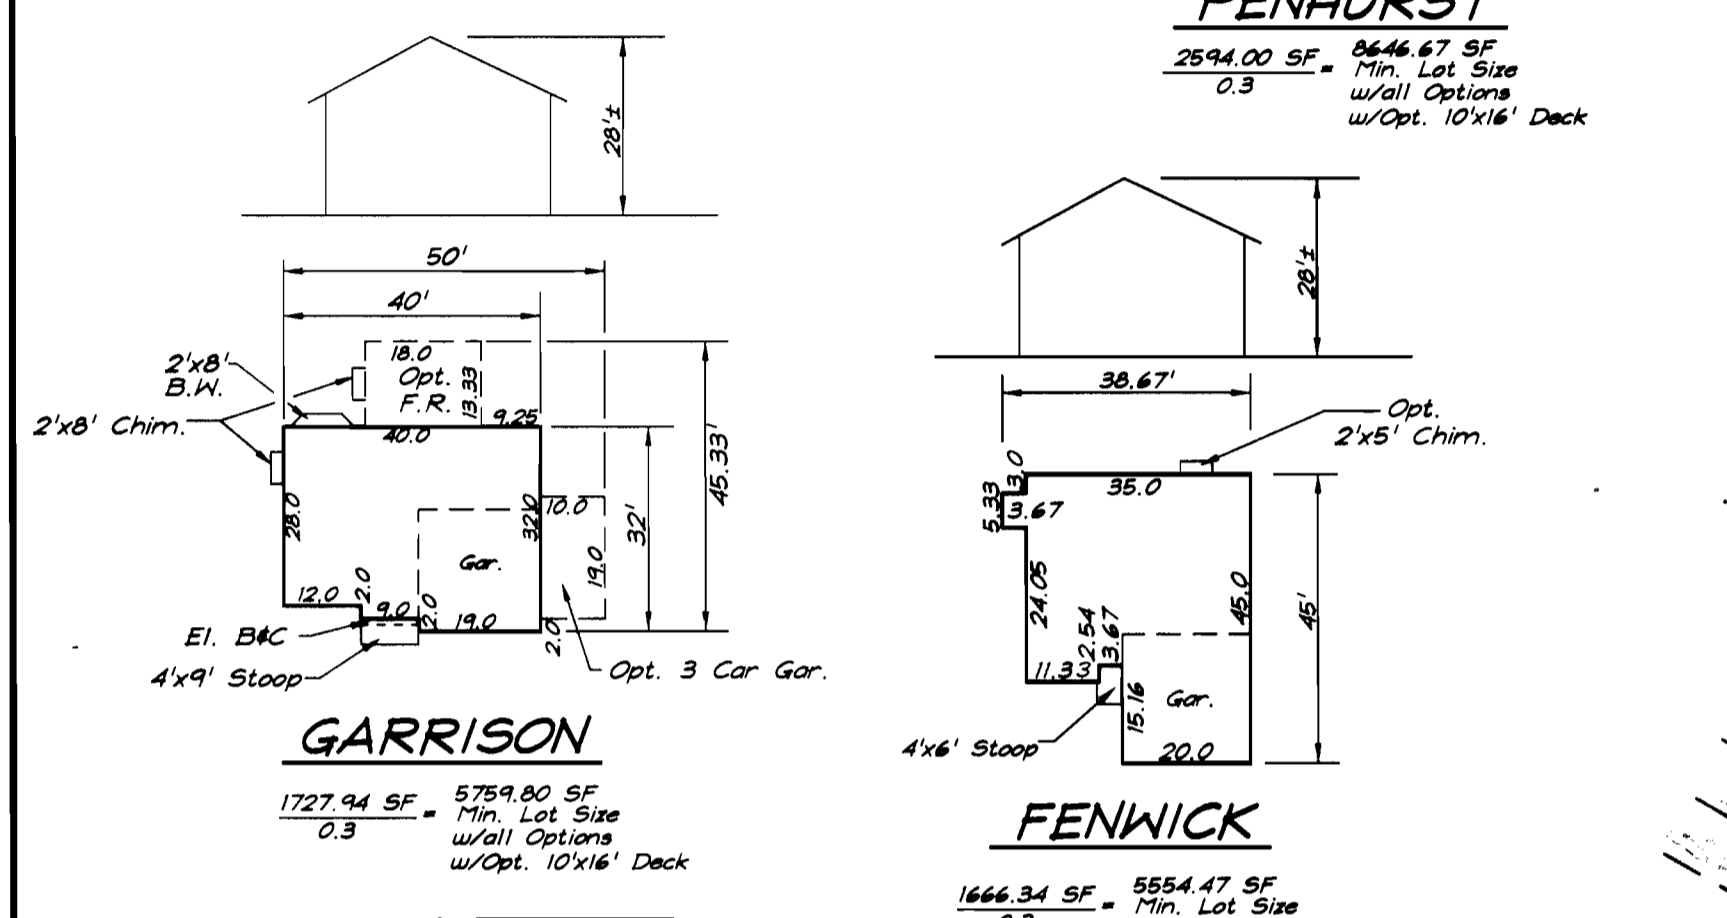 PENHURST
2594.00 SF
0.3
=
8646.67 SF
Min. Lot Size
w/all Options
w/Opt. 10'x16' Deck
28'±
50'
40'
2'x8'
B.W.
2'x8' Chim.
18.0
Opt.
F.R.
13.33
9.25
40.0
28.0
32.0
10.0
19.0
32'
45.33'
Gar.
12.0
2.0
9.0
2.0
19.0
2.0
El. B&C
4'x9' Stoop
Opt. 3 Car Gar.
GARRISON
1727.94 SF
0.3
=
5759.80 SF
Min. Lot Size
w/all Options
w/Opt. 10'x16' Deck
28'±
38.67'
Opt.
2'x5' Chim.
3.0
5.33
3.67
35.0
24.05
45.0
45'
2.54
3.67
11.33
15.16
Gar.
20.0
4'x6' Stoop
FENWICK
1666.34 SF
0.3
=
5554.47 SF
Min. Lot Size